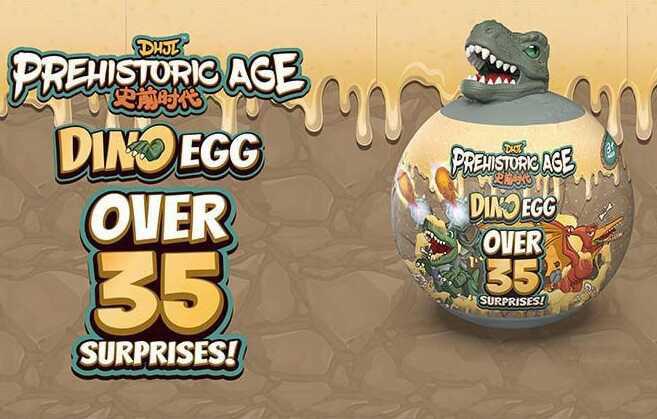 DHJL
PREHISTORIC AGE
史前时代
DINO EGG
OVER
35
SURPRISES!
DHJL
PREHISTORIC AGE
史前时代
DINO EGG
OVER
35
SURPRISES!